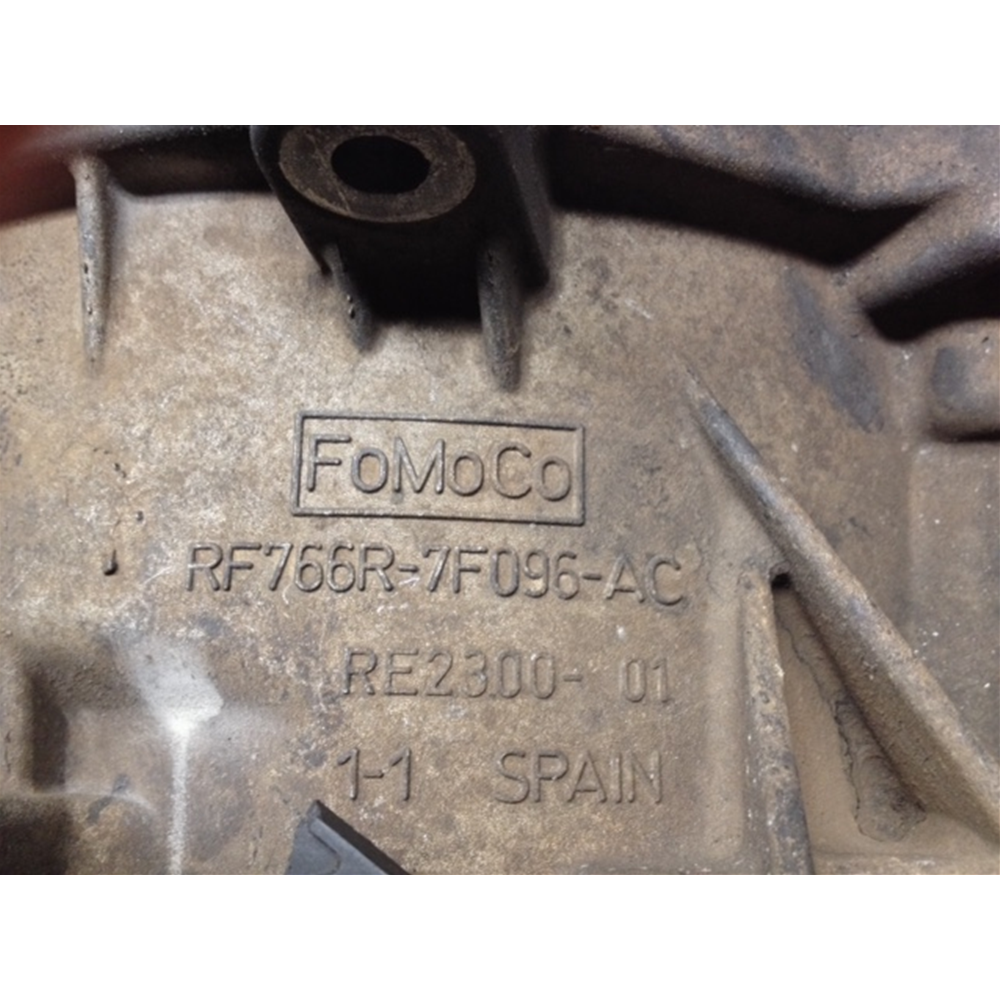 FoMoCo
RF766R-7F096-AC
RE2300- 01
1-1 SPAIN